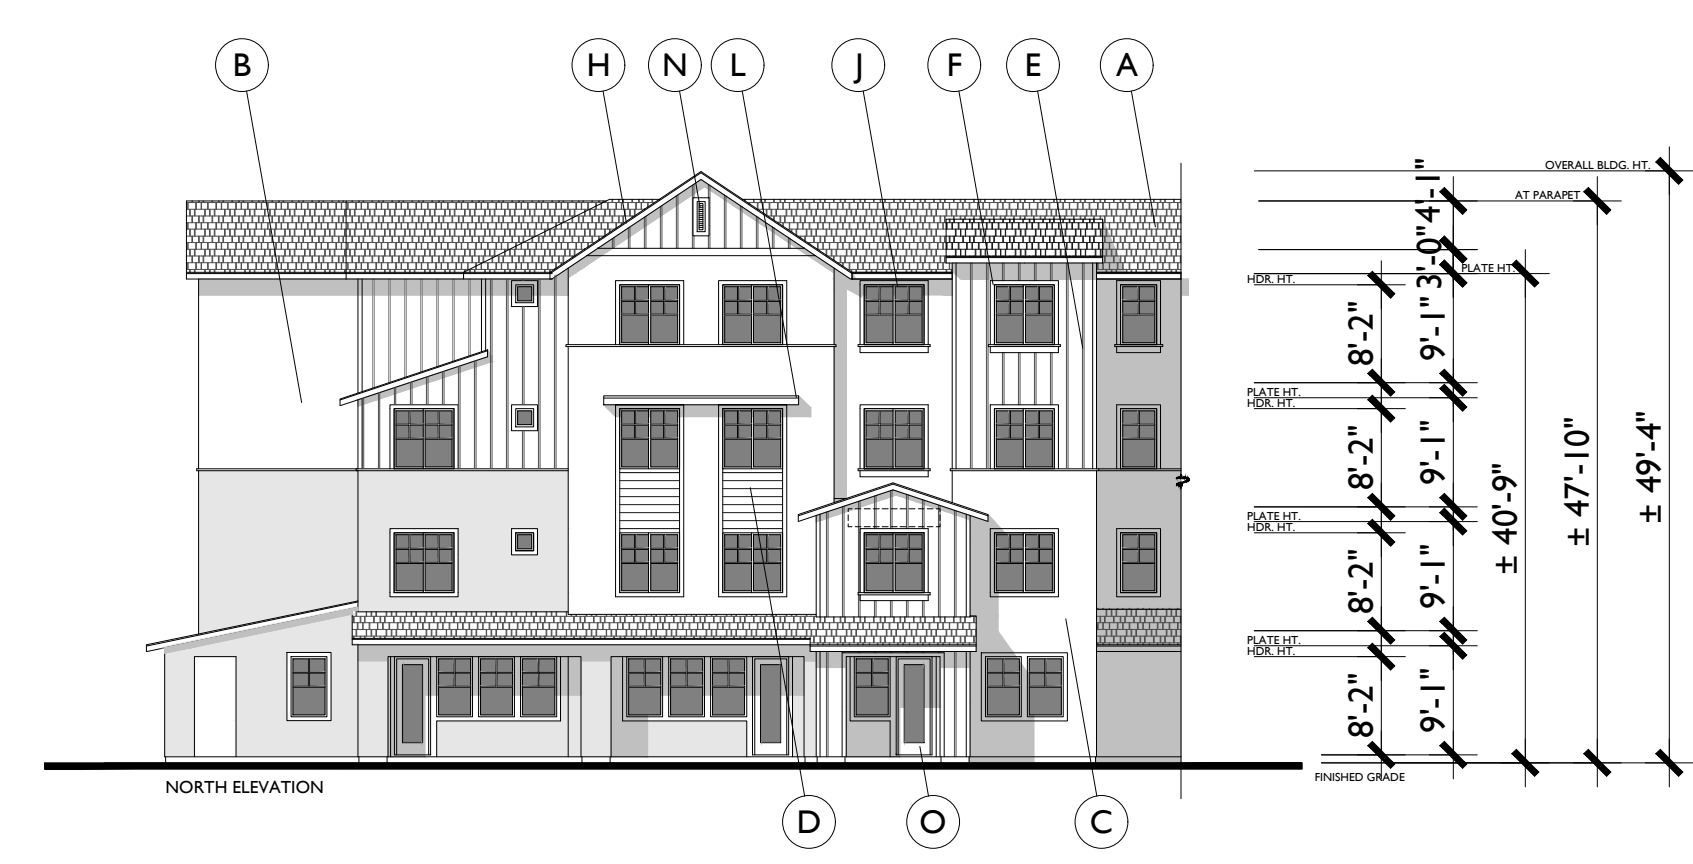 B H N L J F E A
OVERALL BLDG. HT.
AT PARAPET
4'-1"
3'-0"
PLATE HT.
HDR. HT.
8'-2"
9'-1"
PLATE HT.
HDR. HT.
8'-2"
9'-1"
± 40'-9"
± 47'-10"
± 49'-4"
PLATE HT.
HDR. HT.
8'-2"
9'-1"
PLATE HT.
HDR. HT.
8'-2"
9'-1"
FINISHED GRADE
NORTH ELEVATION
D O C